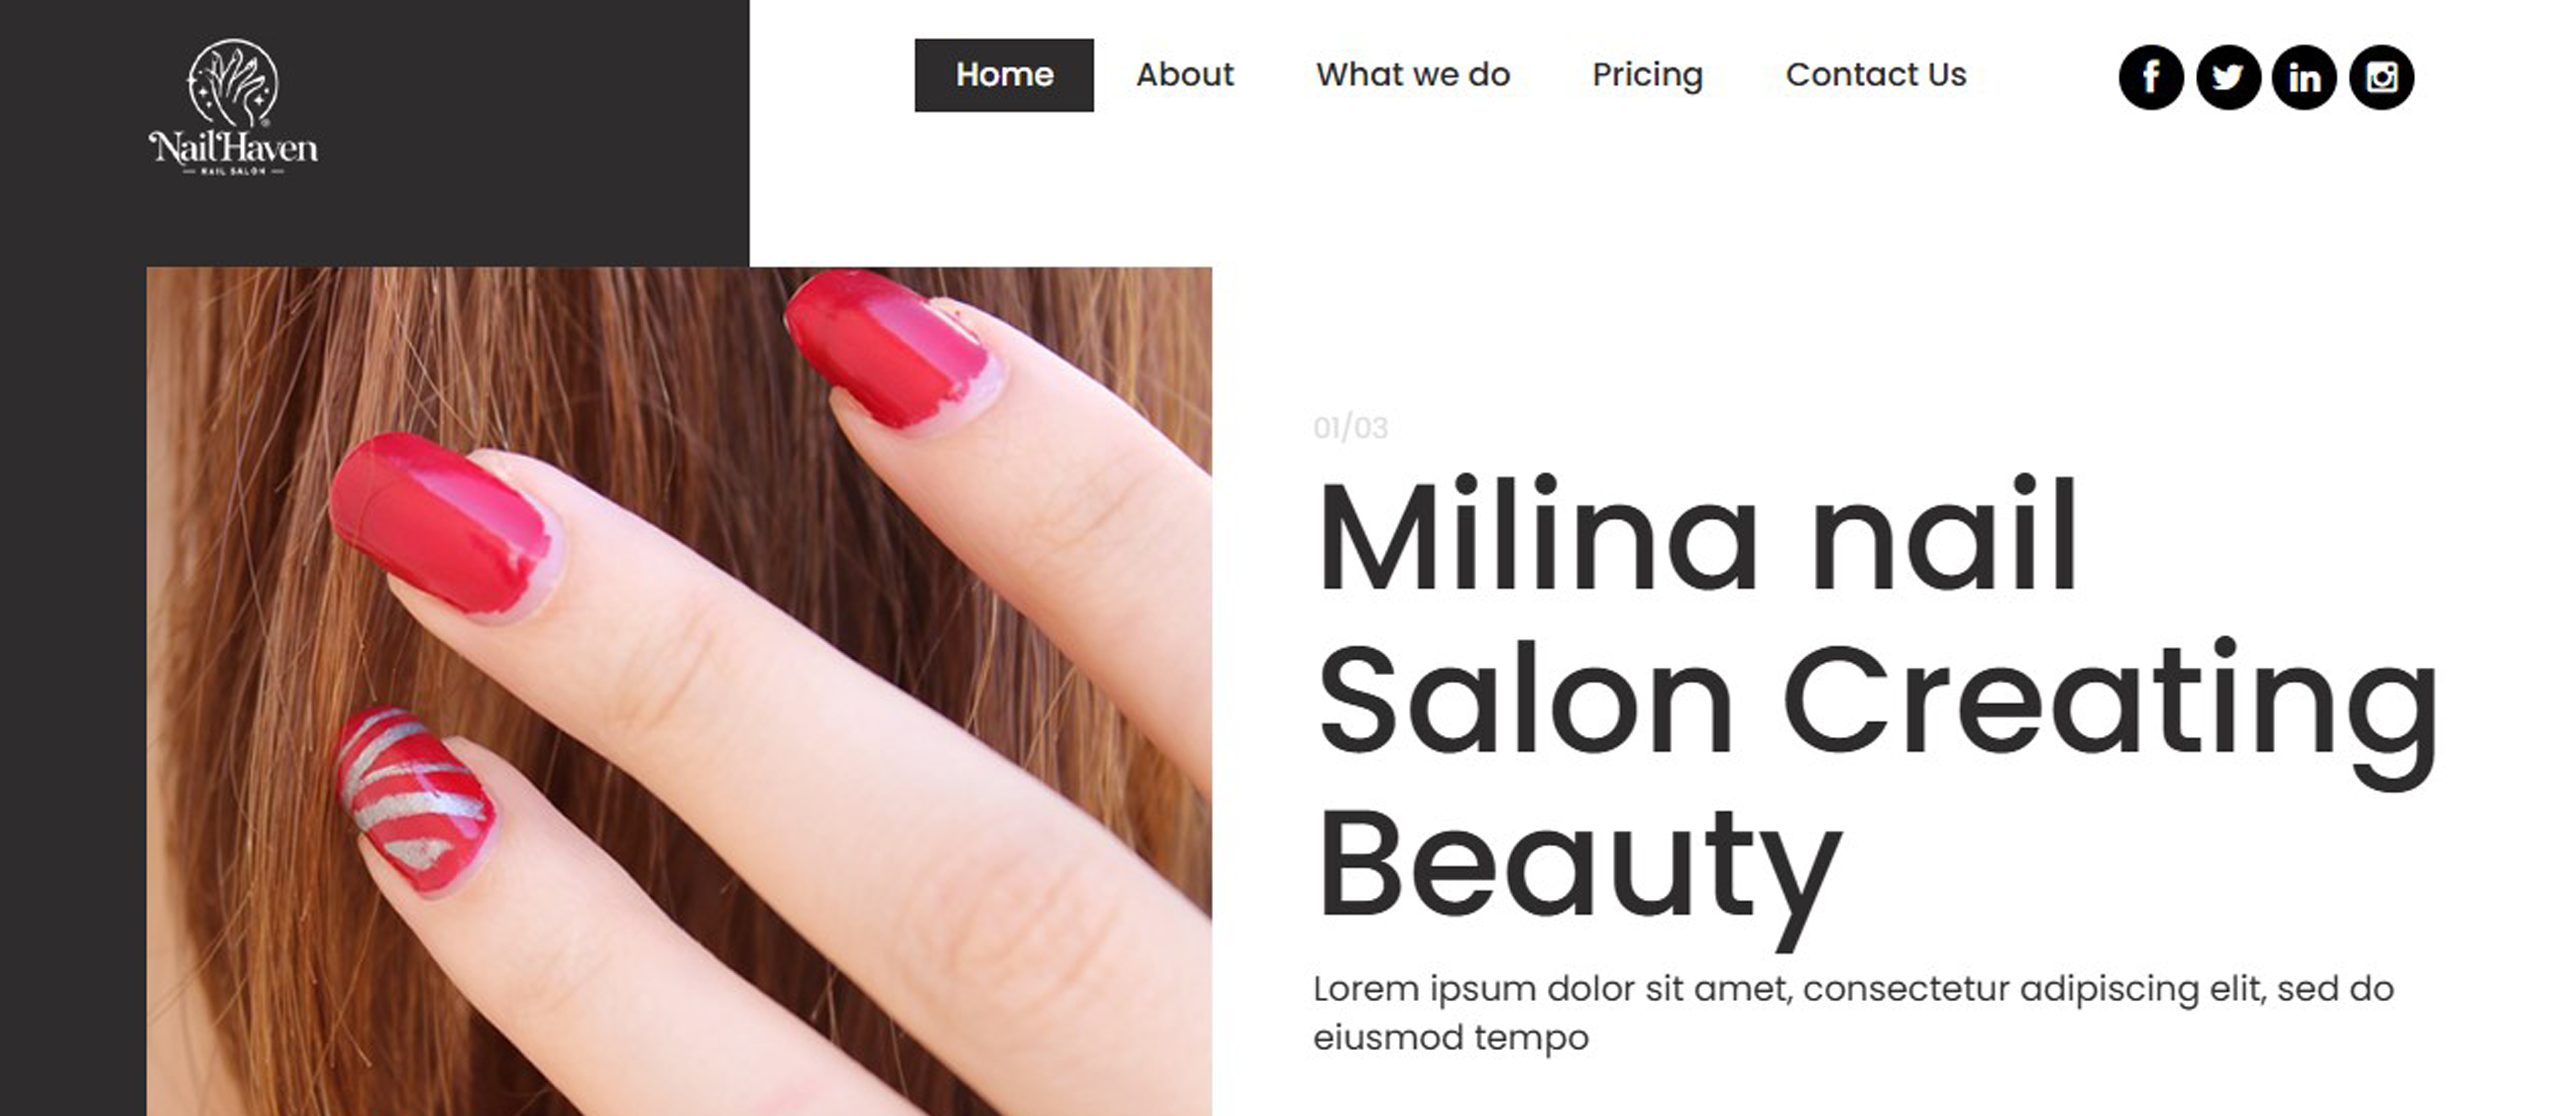 NailHaven
NAIL SALON
Home About What we do Pricing Contact Us
01/03
Milina nail
Salon Creating
Beauty
Lorem ipsum dolor sit amet, consectetur adipiscing elit, sed do
eiusmod tempo